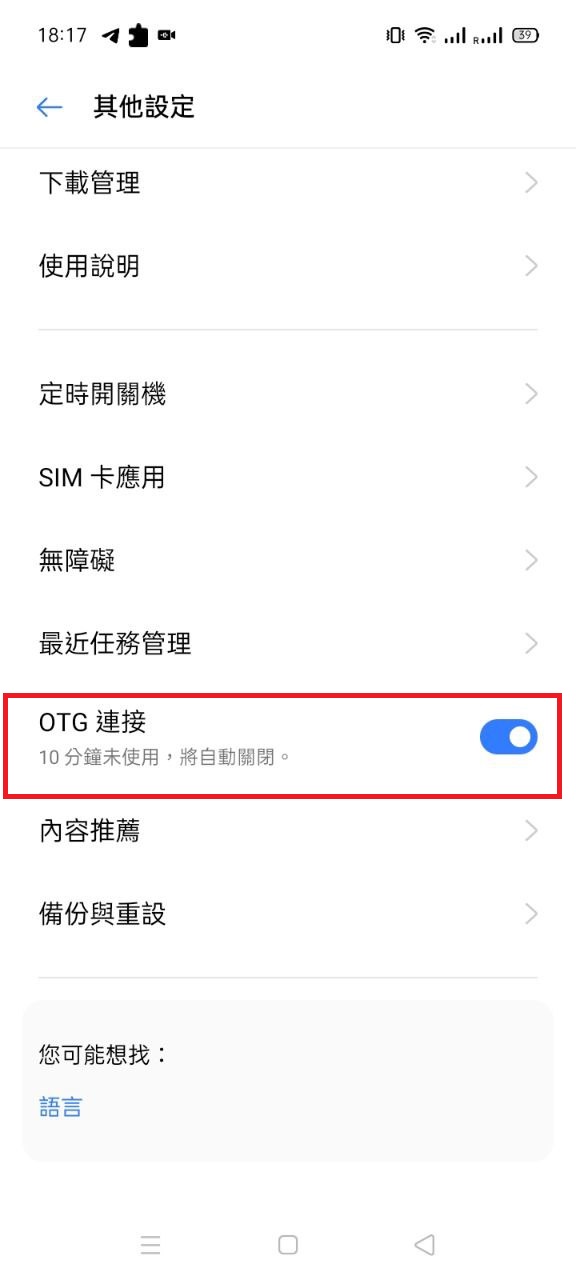 18:17
R
39
其他設定
下載管理
使用說明
定時開關機
SIM 卡應用
無障礙
最近任務管理
OTG 連接
10 分鐘未使用，將自動關閉。
內容推薦
備份與重設
您可能想找：
語言